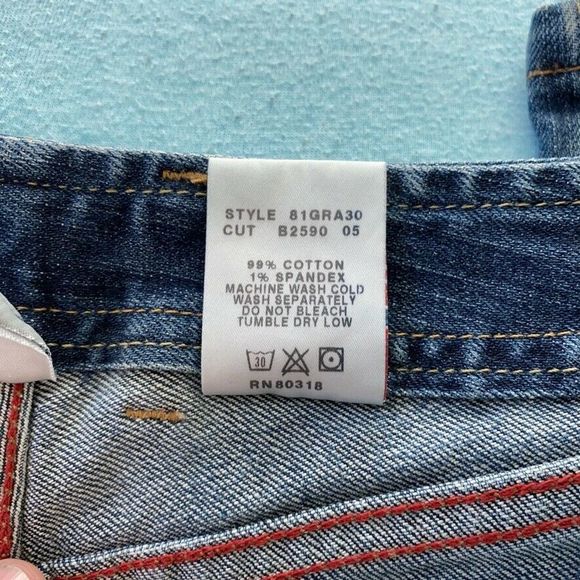 STYLE 81GRA30
CUT B2590 05
99% COTTON
1% SPANDEX
MACHINE WASH COLD
WASH SEPARATELY
DO NOT BLEACH
TUMBLE DRY LOW
30
RN80318